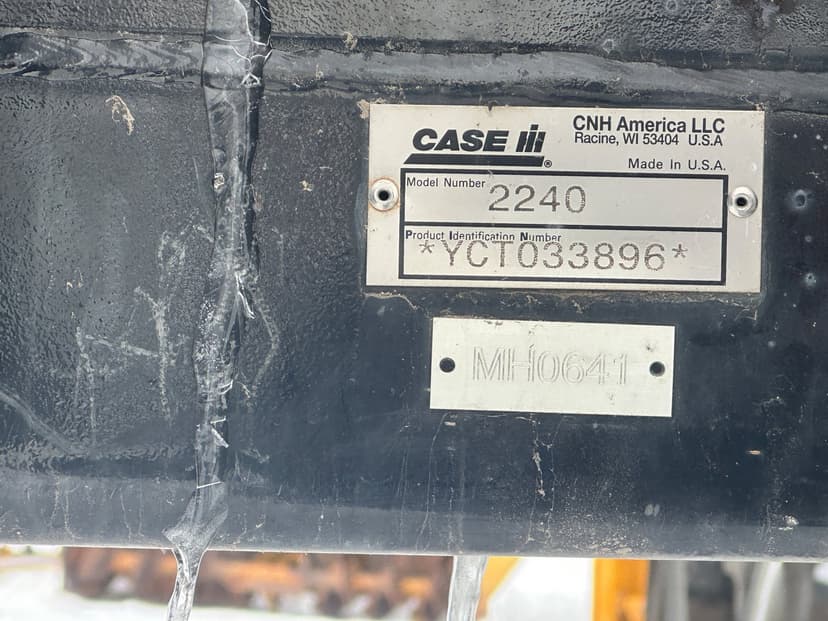 CASE IH
®
CNH America LLC
Racine, WI 53404 U.S.A
Made In U.S.A.
Model Number 2240
Product Identification Number
*YCT033896*
MH0641